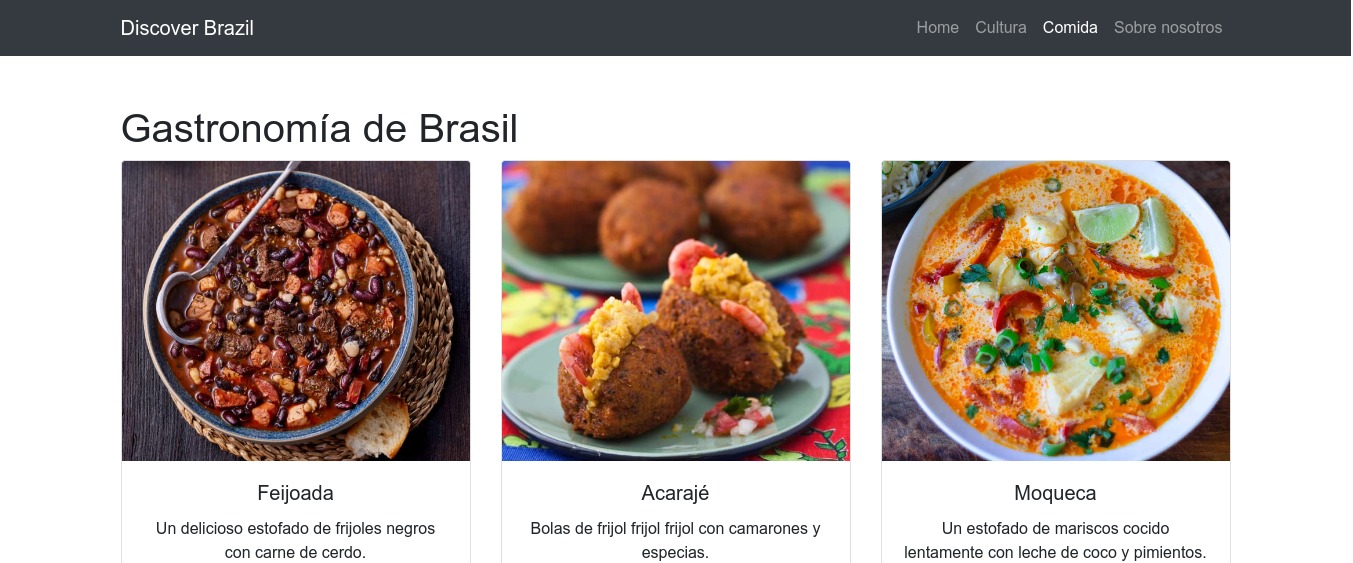 Discover Brazil
Home Cultura Comida Sobre nosotros
Gastronomía de Brasil
Feijoada
Un delicioso estofado de frijoles negros
con carne de cerdo.
Acarajé
Bolas de frijol frijol frijol con camarones y
especias.
Moqueca
Un estofado de mariscos cocido
lentamente con leche de coco y pimientos.